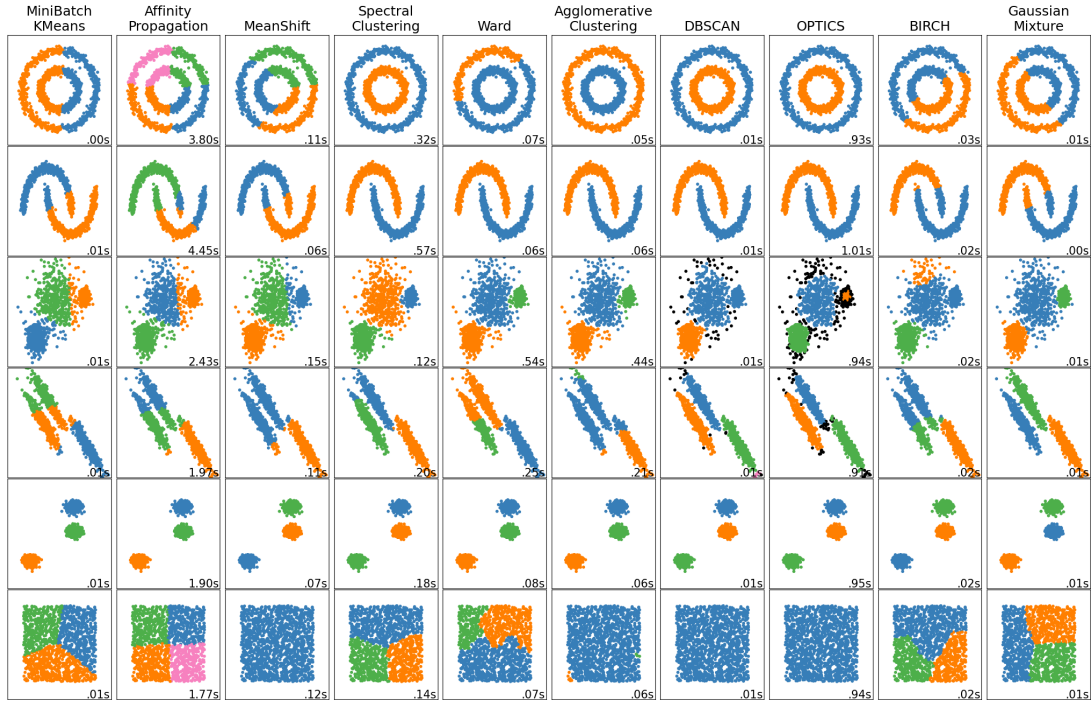 MiniBatch
KMeans
Affinity
Propagation
MeanShift
Spectral
Clustering
Ward
Agglomerative
Clustering
DBSCAN
OPTICS
BIRCH
Gaussian
Mixture
.00s
3.80s
.11s
.32s
.07s
.05s
.01s
.93s
.03s
.01s
.01s
4.45s
.06s
.57s
.06s
.06s
.01s
1.01s
.02s
.00s
.01s
2.43s
.15s
.12s
.54s
.44s
.01s
.94s
.02s
.01s
.01s
1.97s
.11s
.20s
.25s
.21s
.01s
.91s
.02s
.01s
.01s
1.90s
.07s
.18s
.08s
.06s
.01s
.95s
.02s
.01s
.01s
1.77s
.12s
.14s
.07s
.06s
.01s
.94s
.02s
.01s